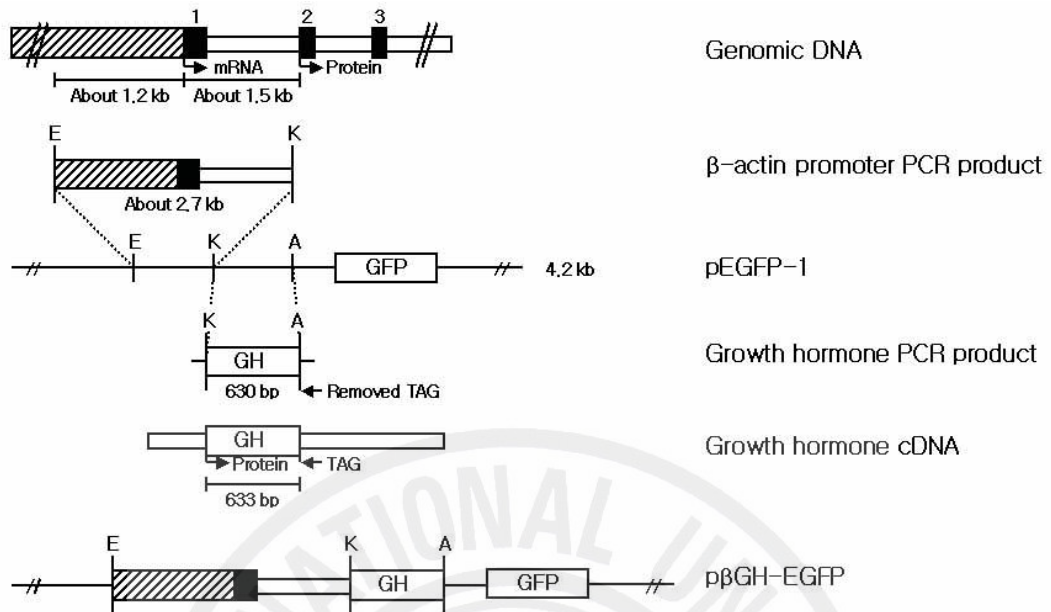 1 2 3
mRNA Protein
Genomic DNA
About 1.2 kb About 1.5 kb
E K
β-actin promoter PCR product
About 2.7 kb
E K A
GFP 4.2 kb pEGFP-1
K A
GH Growth hormone PCR product
630 bp Removed TAG
GH Growth hormone cDNA
Protein TAG
633 bp
NATIONAL UN
E K A
GH GFP pβGH-EGFP